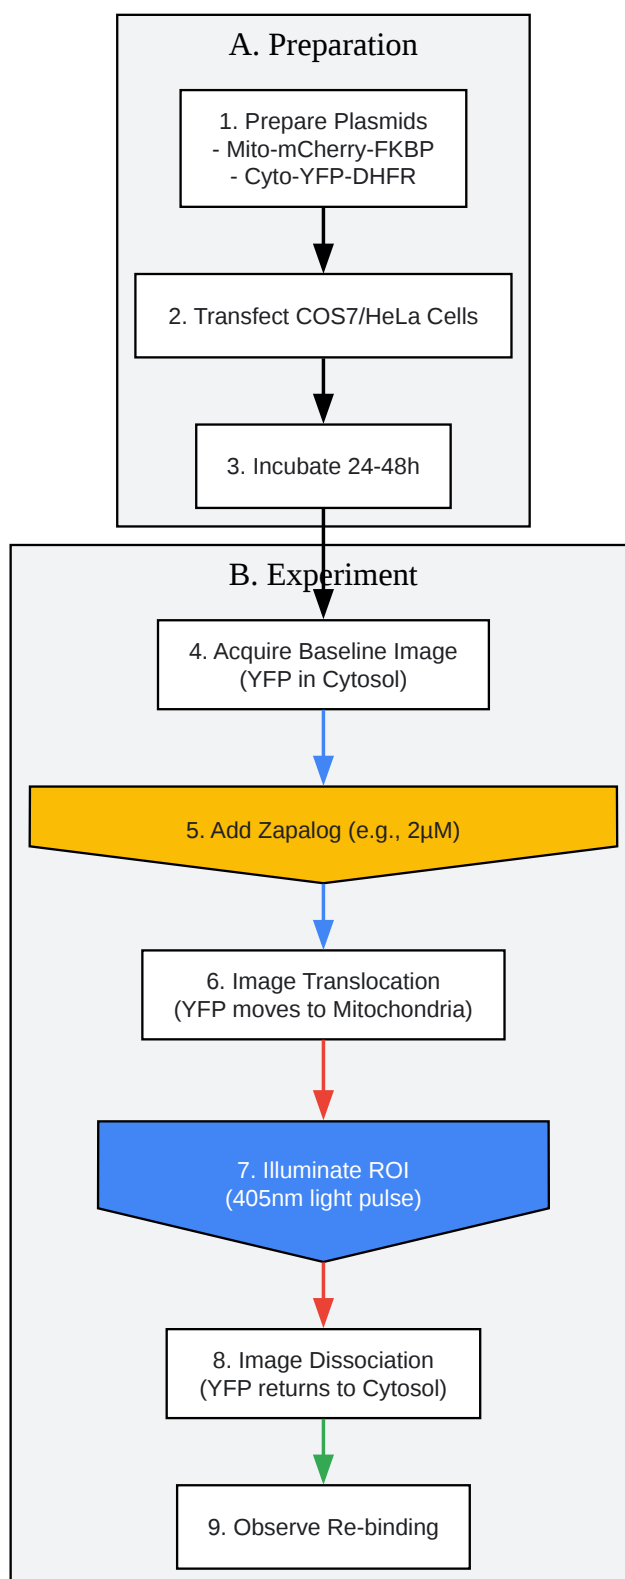 A. Preparation
1. Prepare Plasmids
- Mito-mCherry-FKBP
- Cyto-YFP-DHFR
2. Transfect COS7/HeLa Cells
3. Incubate 24-48h
B. Experiment
4. Acquire Baseline Image
(YFP in Cytosol)
5. Add Zapalog (e.g., 2µM)
6. Image Translocation
(YFP moves to Mitochondria)
7. Illuminate ROI
(405nm light pulse)
8. Image Dissociation
(YFP returns to Cytosol)
9. Observe Re-binding